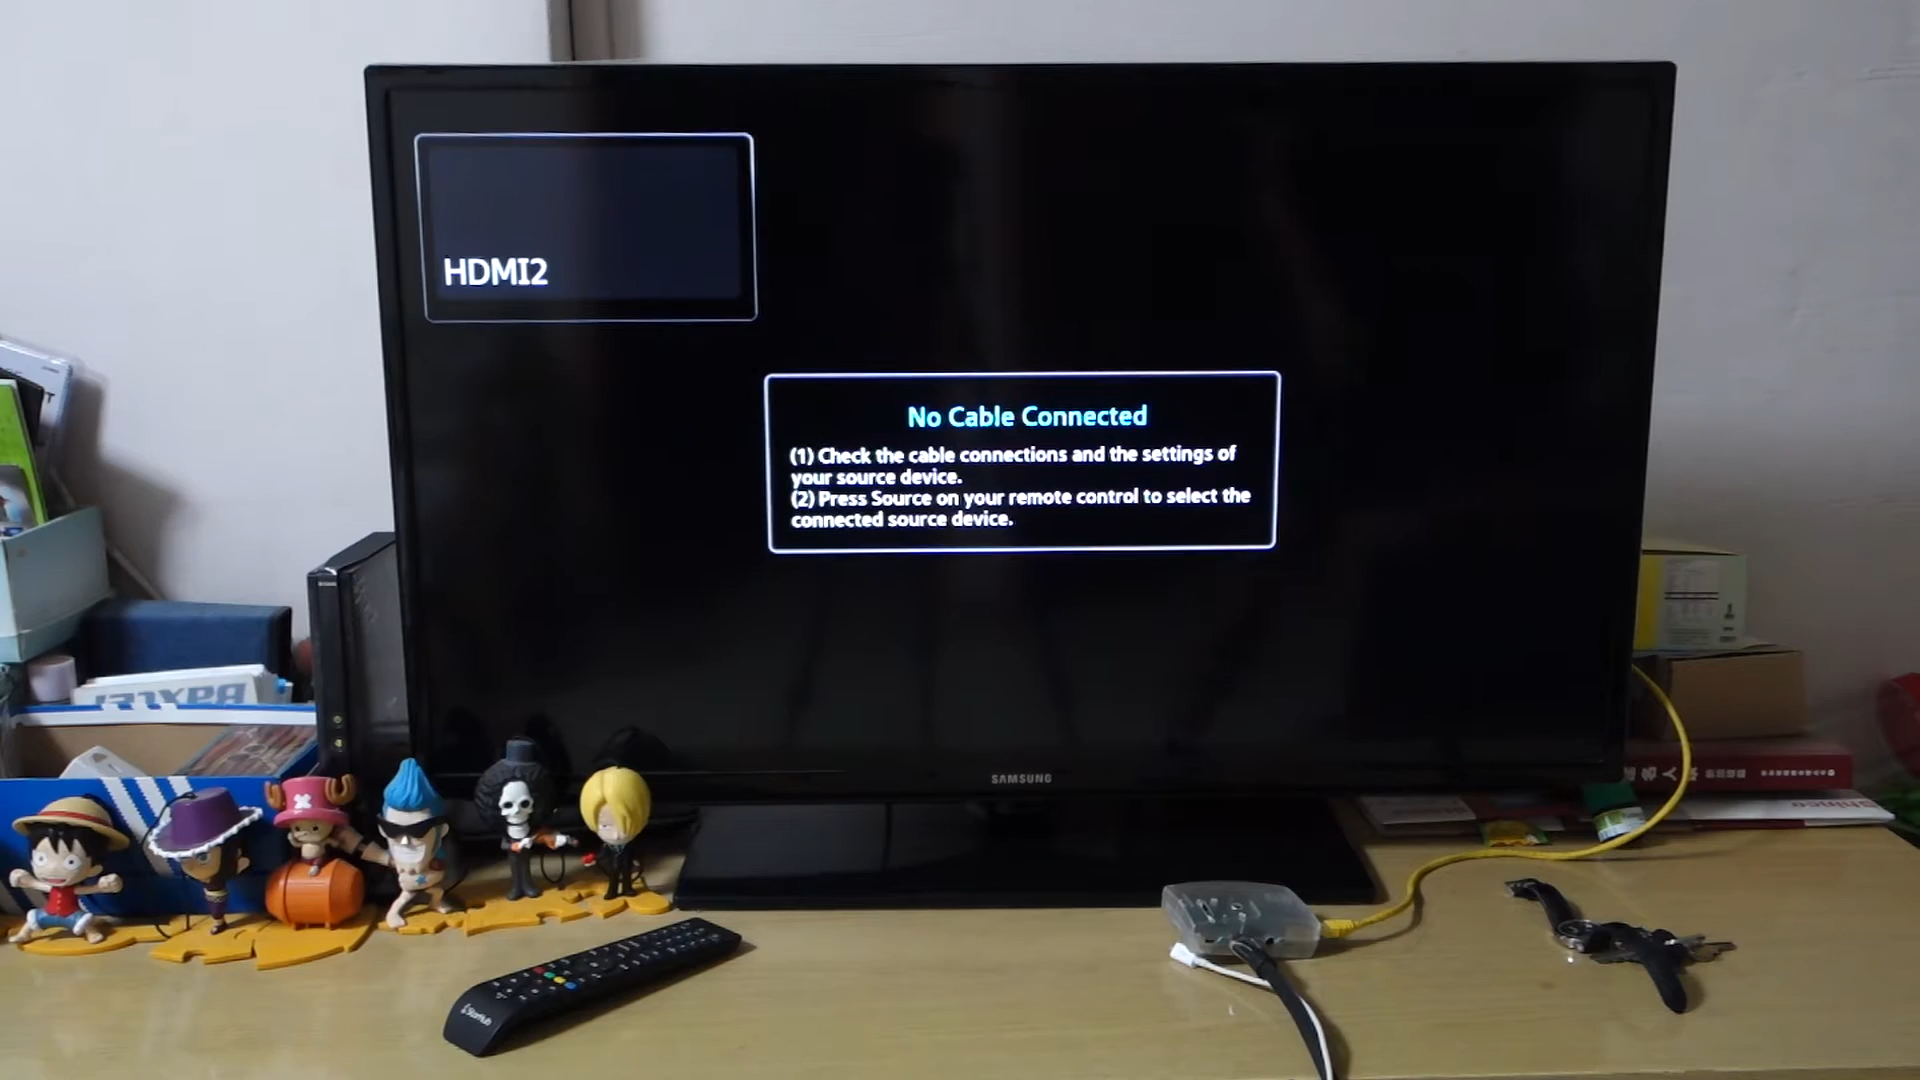 HDMI2
No Cable Connected
(1) Check the cable connections and the settings of
your source device.
(2) Press Source on your remote control to select the
connected source device.
SAMSUNG
StarHub